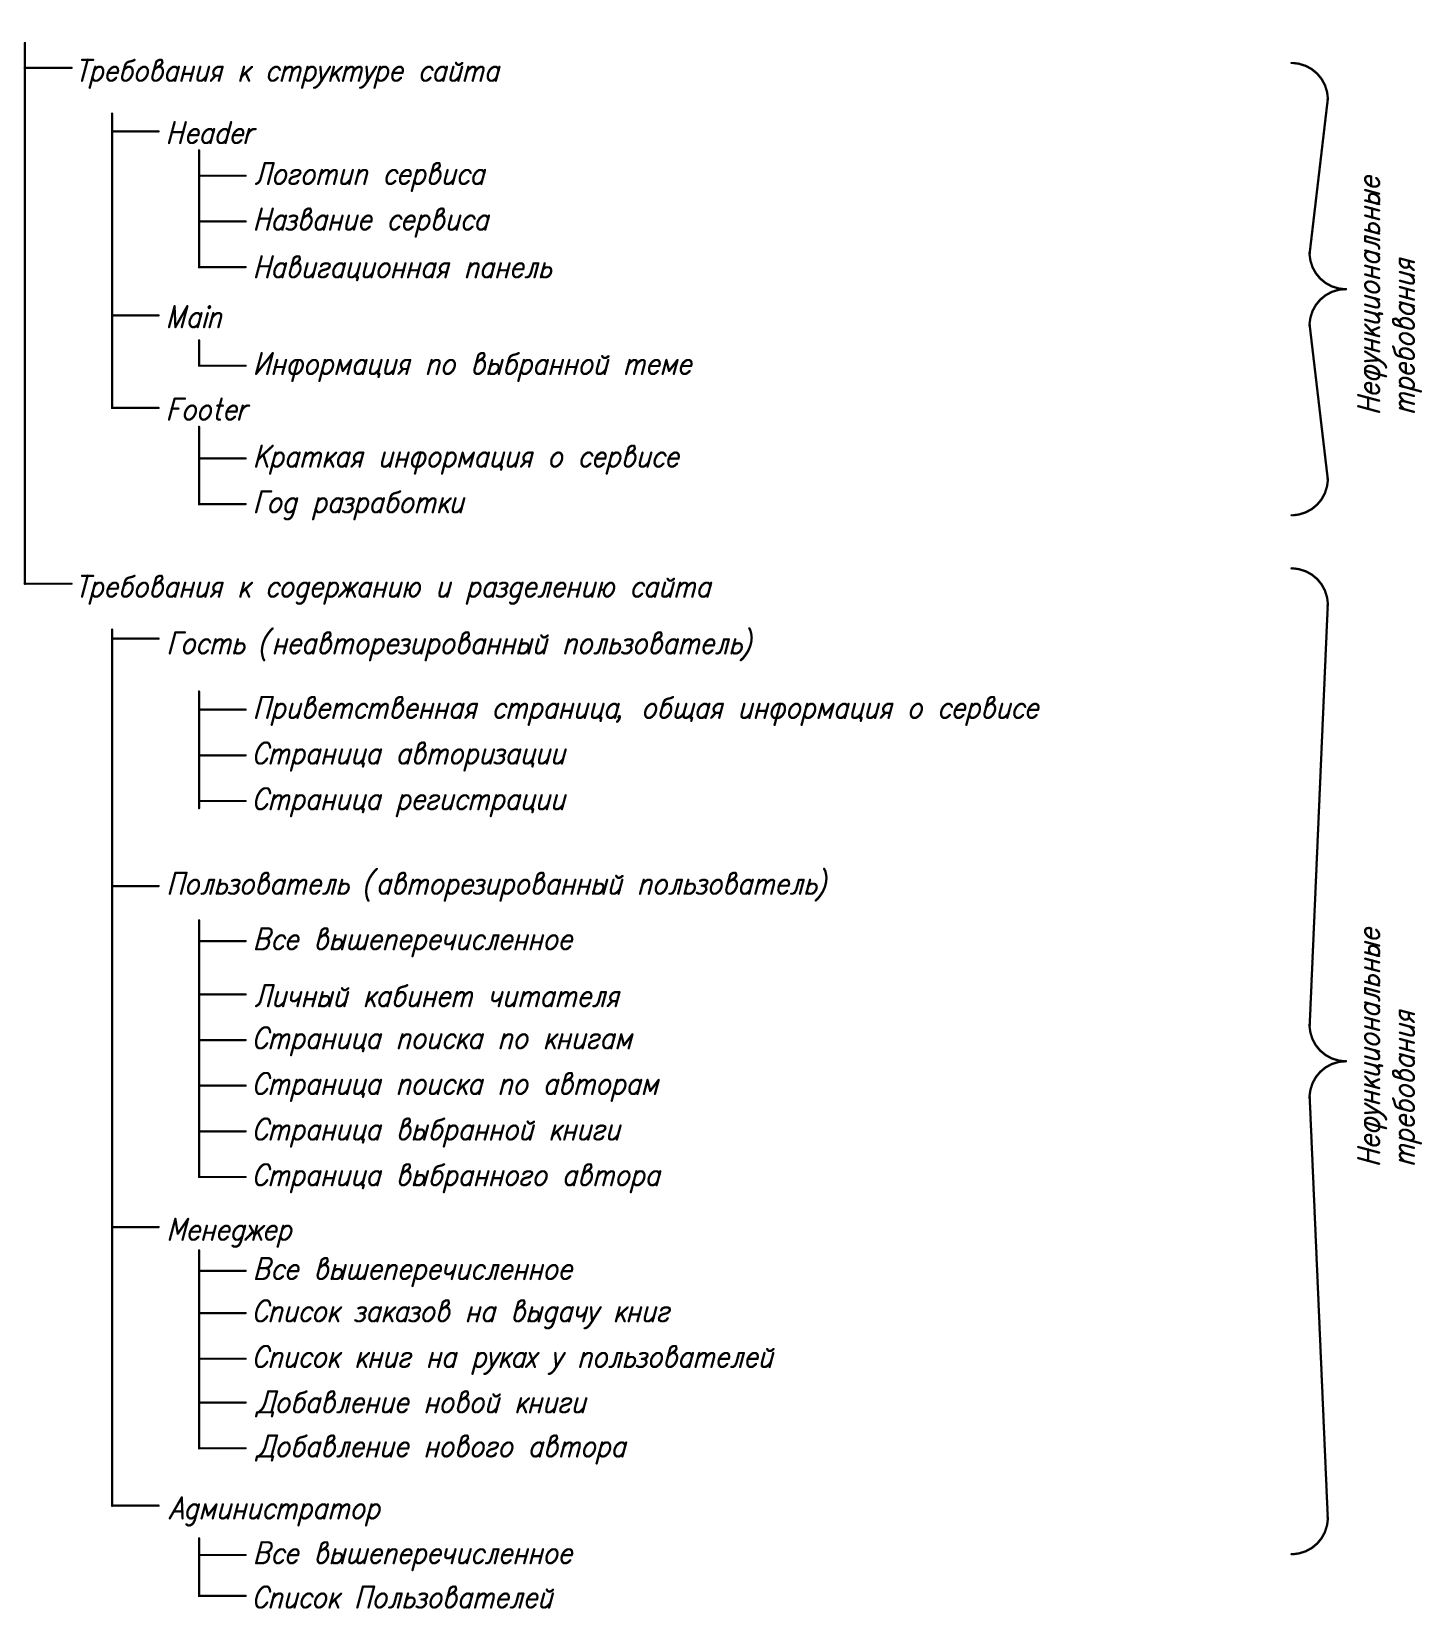 Требования к структуре сайта
Header
Логотип сервиса
Название сервиса
Навигационная панель
Main
Информация по выбранной теме
Footer
Краткая информация о сервисе
Год разработки
Нефункциональные
требования
Требования к содержанию и разделению сайта
Гость (неавторезированный пользователь)
Приветственная страница, общая информация о сервисе
Страница авторизации
Страница регистрации
Пользователь (авторезированный пользователь)
Все вышеперечисленное
Личный кабинет читателя
Страница поиска по книгам
Страница поиска по авторам
Страница выбранной книги
Страница выбранного автора
Менеджер
Все вышеперечисленное
Список заказов на выдачу книг
Список книг на руках у пользователей
Добавление новой книги
Добавление нового автора
Администратор
Все вышеперечисленное
Список Пользователей
Нефункциональные
требования